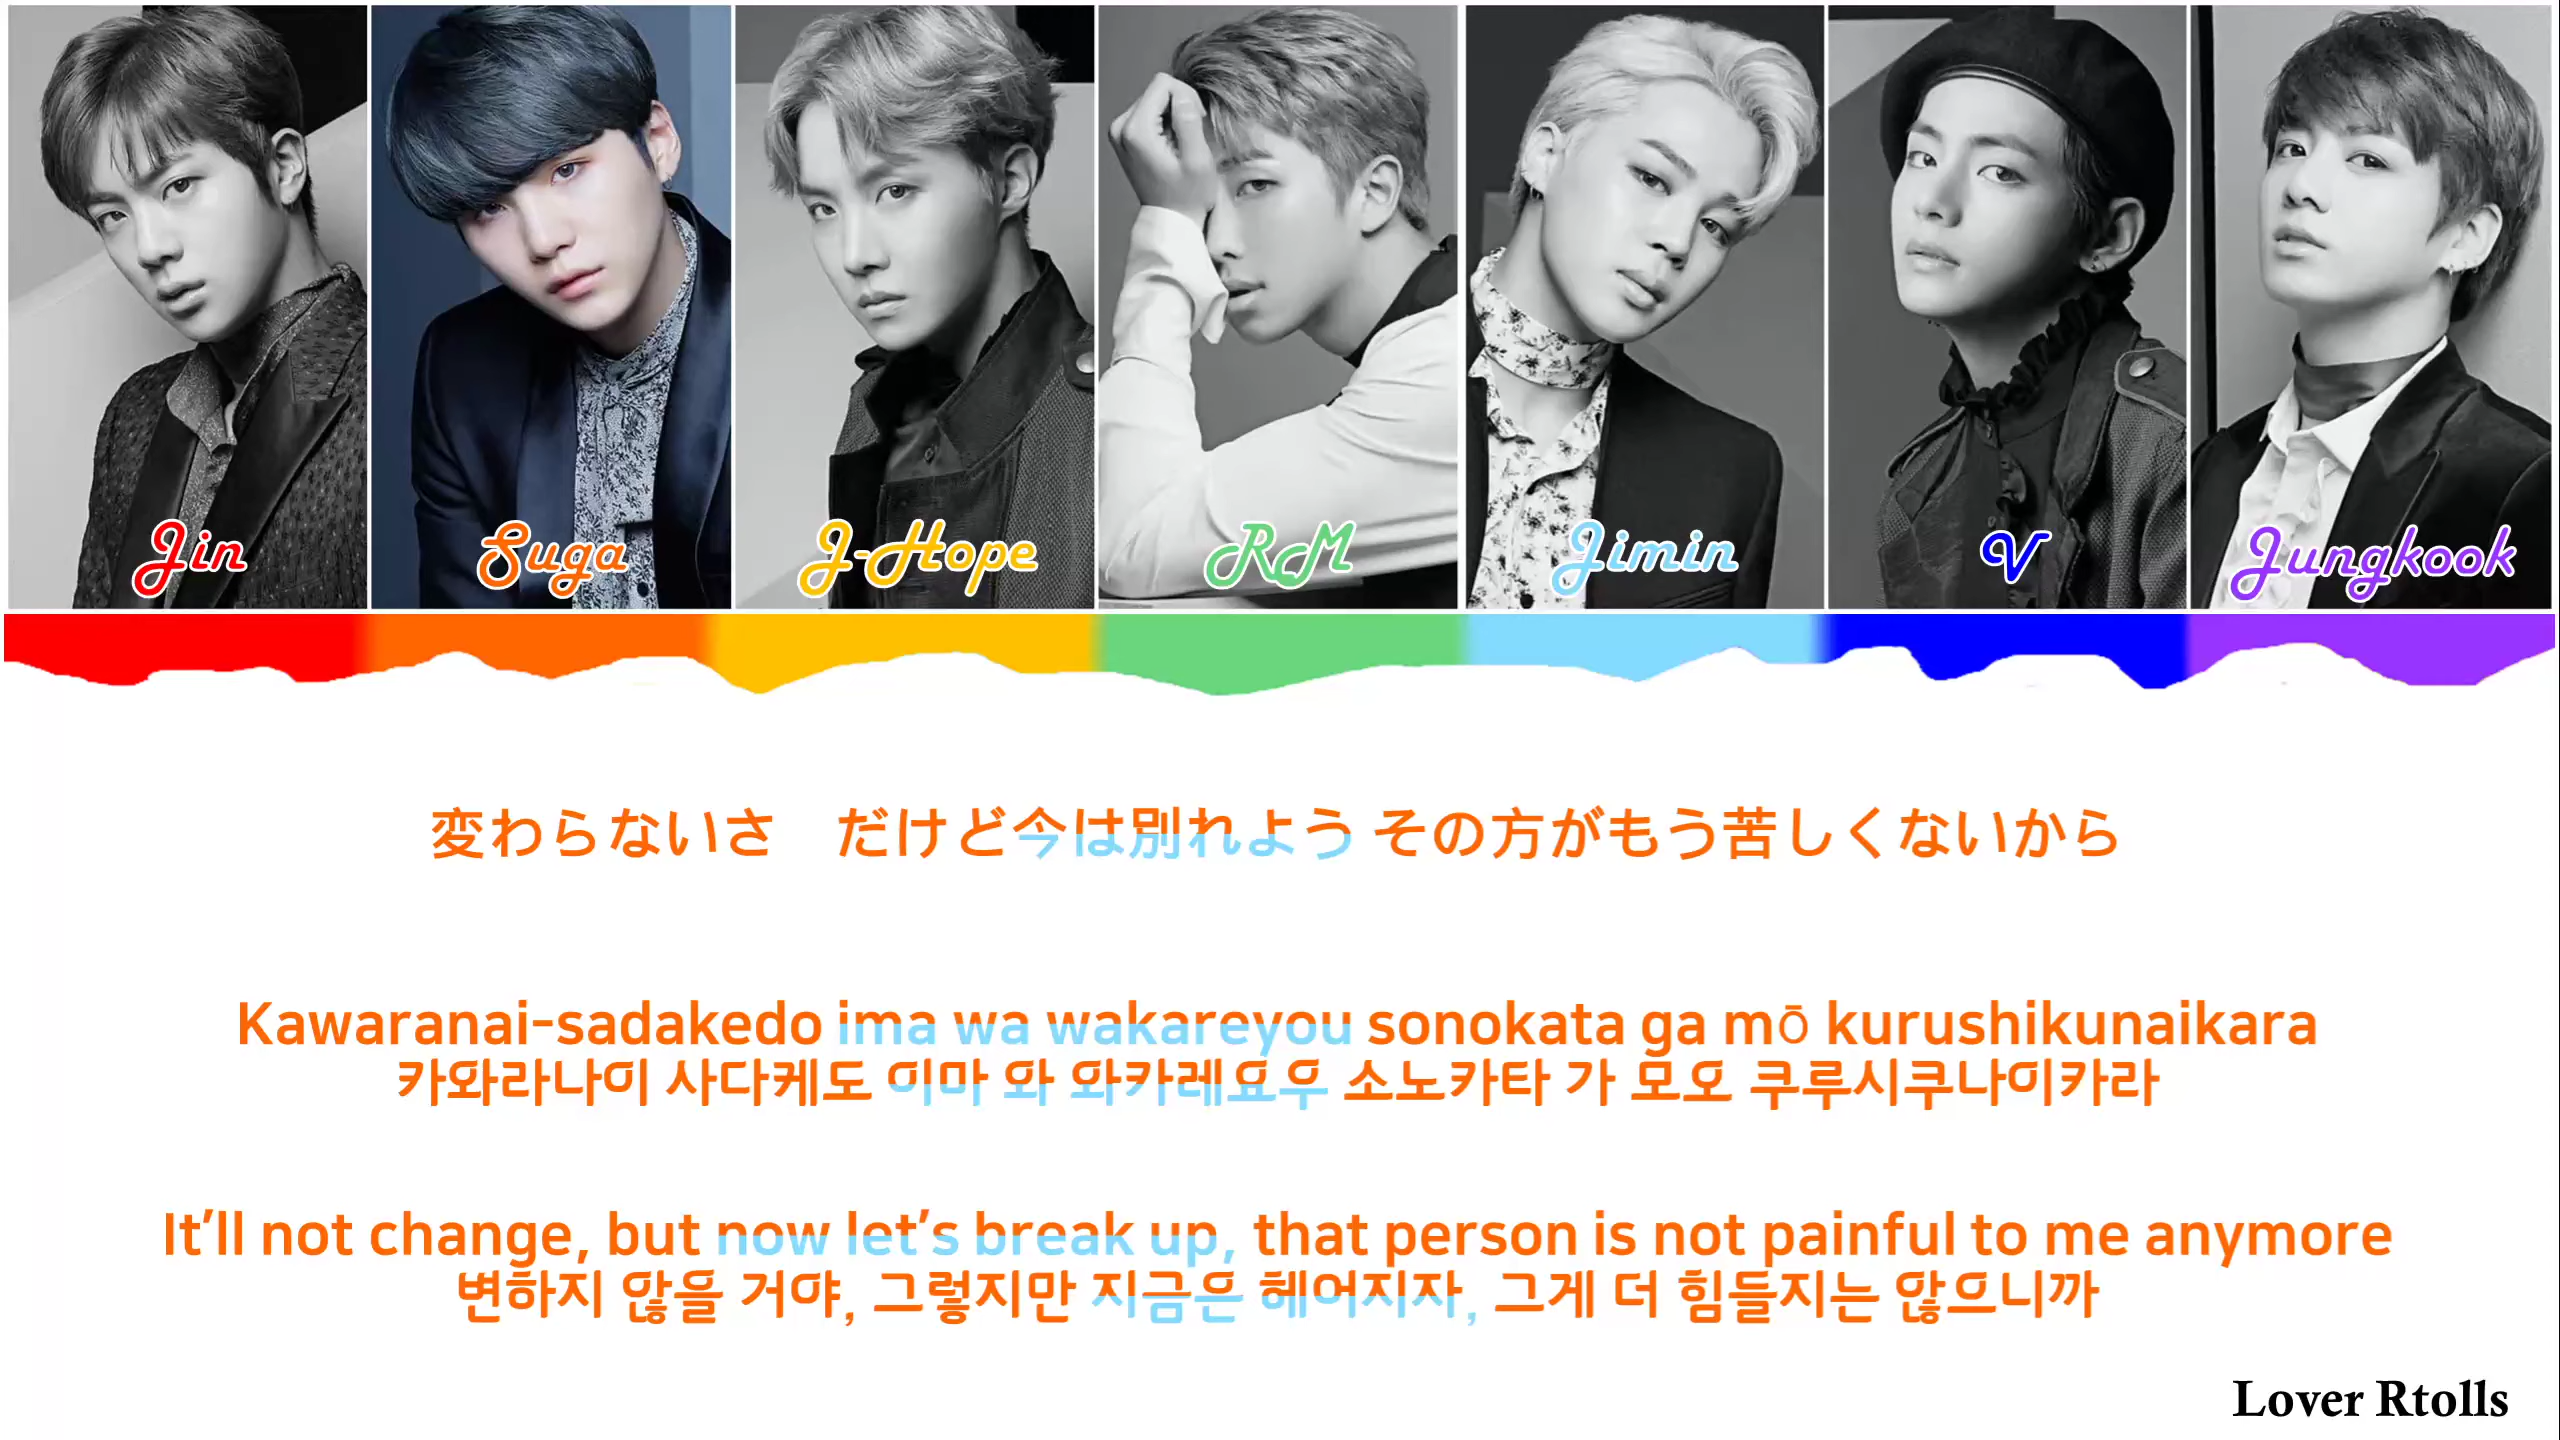 Jin
Suga
J-Hope
RM
Jimin
V
Jungkook
変わらないさ　だけど今は別れよう その方がもう苦しくないから
Kawaranai-sadakedo ima wa wakareyou sonokata ga mō kurushikunaikara
카와라나이 사다케도 이마 와 와카레요우 소노카타 가 모오 쿠루시쿠나이카라
It'll not change, but now let's break up, that person is not painful to me anymore
변하지 않을 거야, 그렇지만 지금은 헤어지자, 그게 더 힘들지는 않으니까
Lover Rtolls